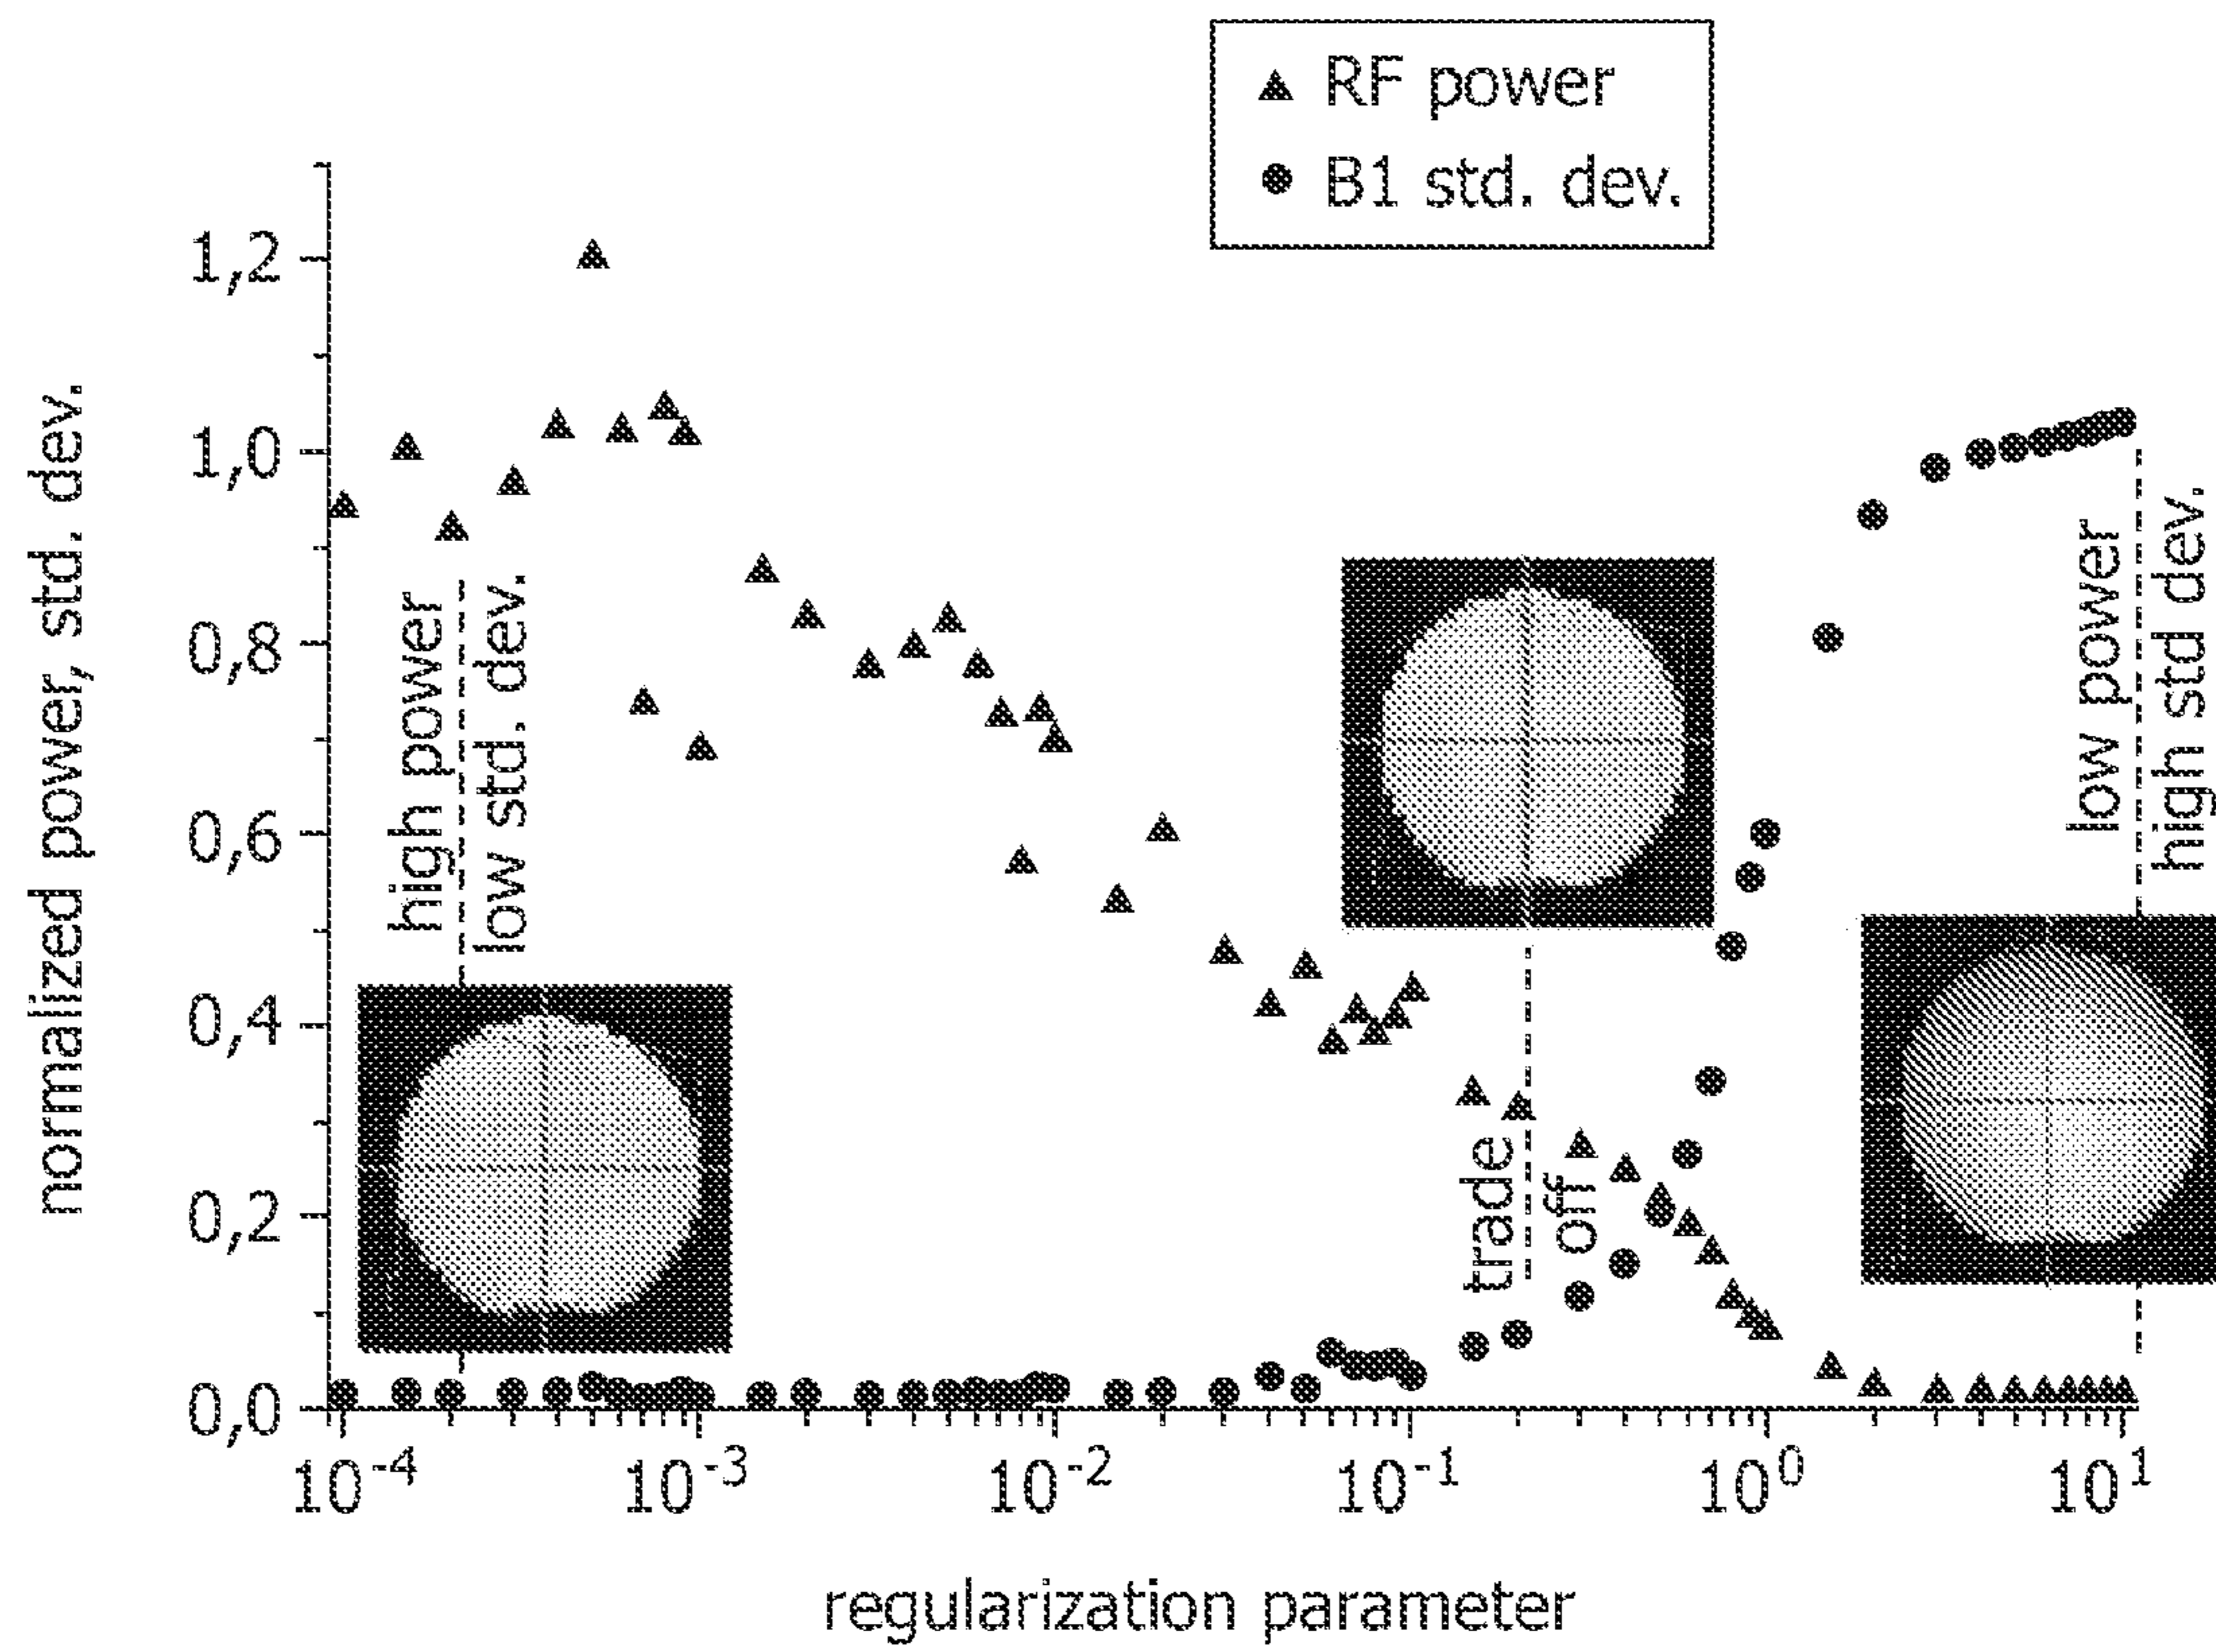 RF power
B1 std. dev.
normalized power, std. dev.
1,2
1,0
0,8
0,6
0,4
0,2
0,0
high power
low std. dev.
trade
off
low power
high std dev.
10-4
10-3
10-2
10-1
100
101
regularization parameter